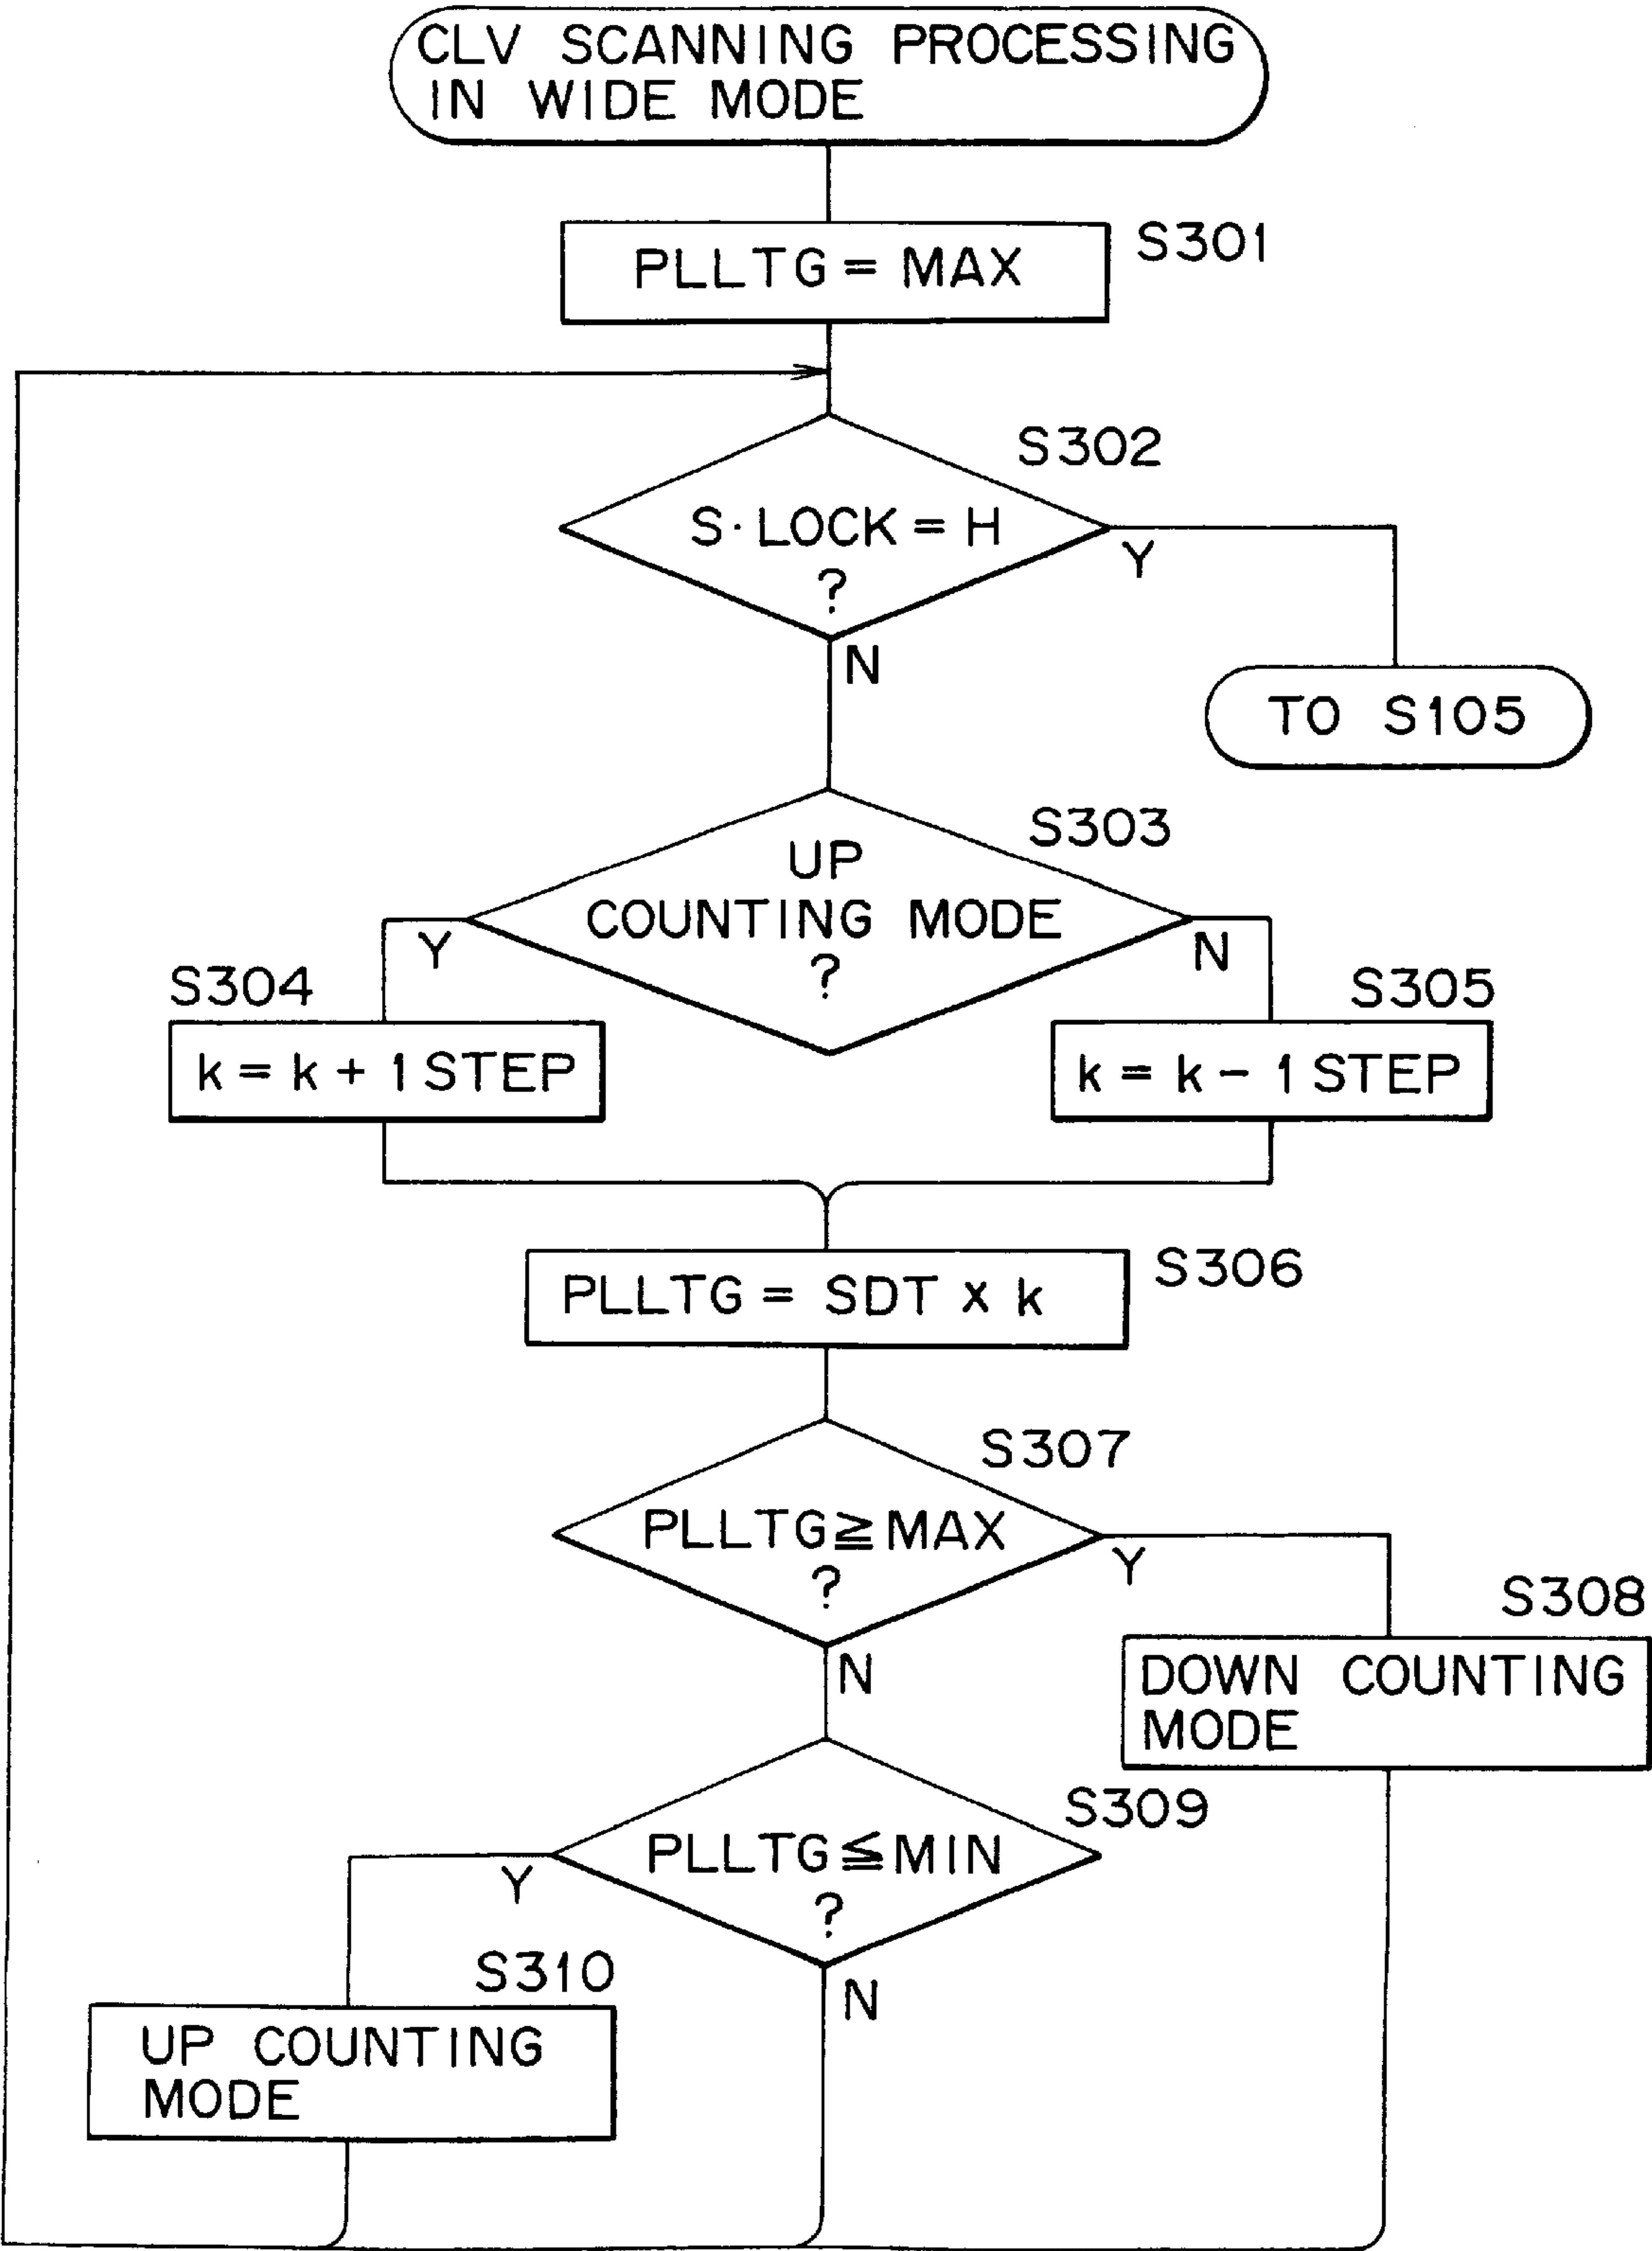 CLV SCANNING PROCESSING
IN WIDE MODE
S301
PLLTG = MAX
S302
S·LOCK = H
?
Y
N
TO S105
S303
UP
COUNTING MODE
?
Y
N
S304
k = k + 1 STEP
S305
k = k - 1 STEP
S306
PLLTG = SDT x k
S307
PLLTG ≧ MAX
?
Y
N
S308
DOWN COUNTING
MODE
S309
PLLTG ≦ MIN
?
Y
N
S310
UP COUNTING
MODE